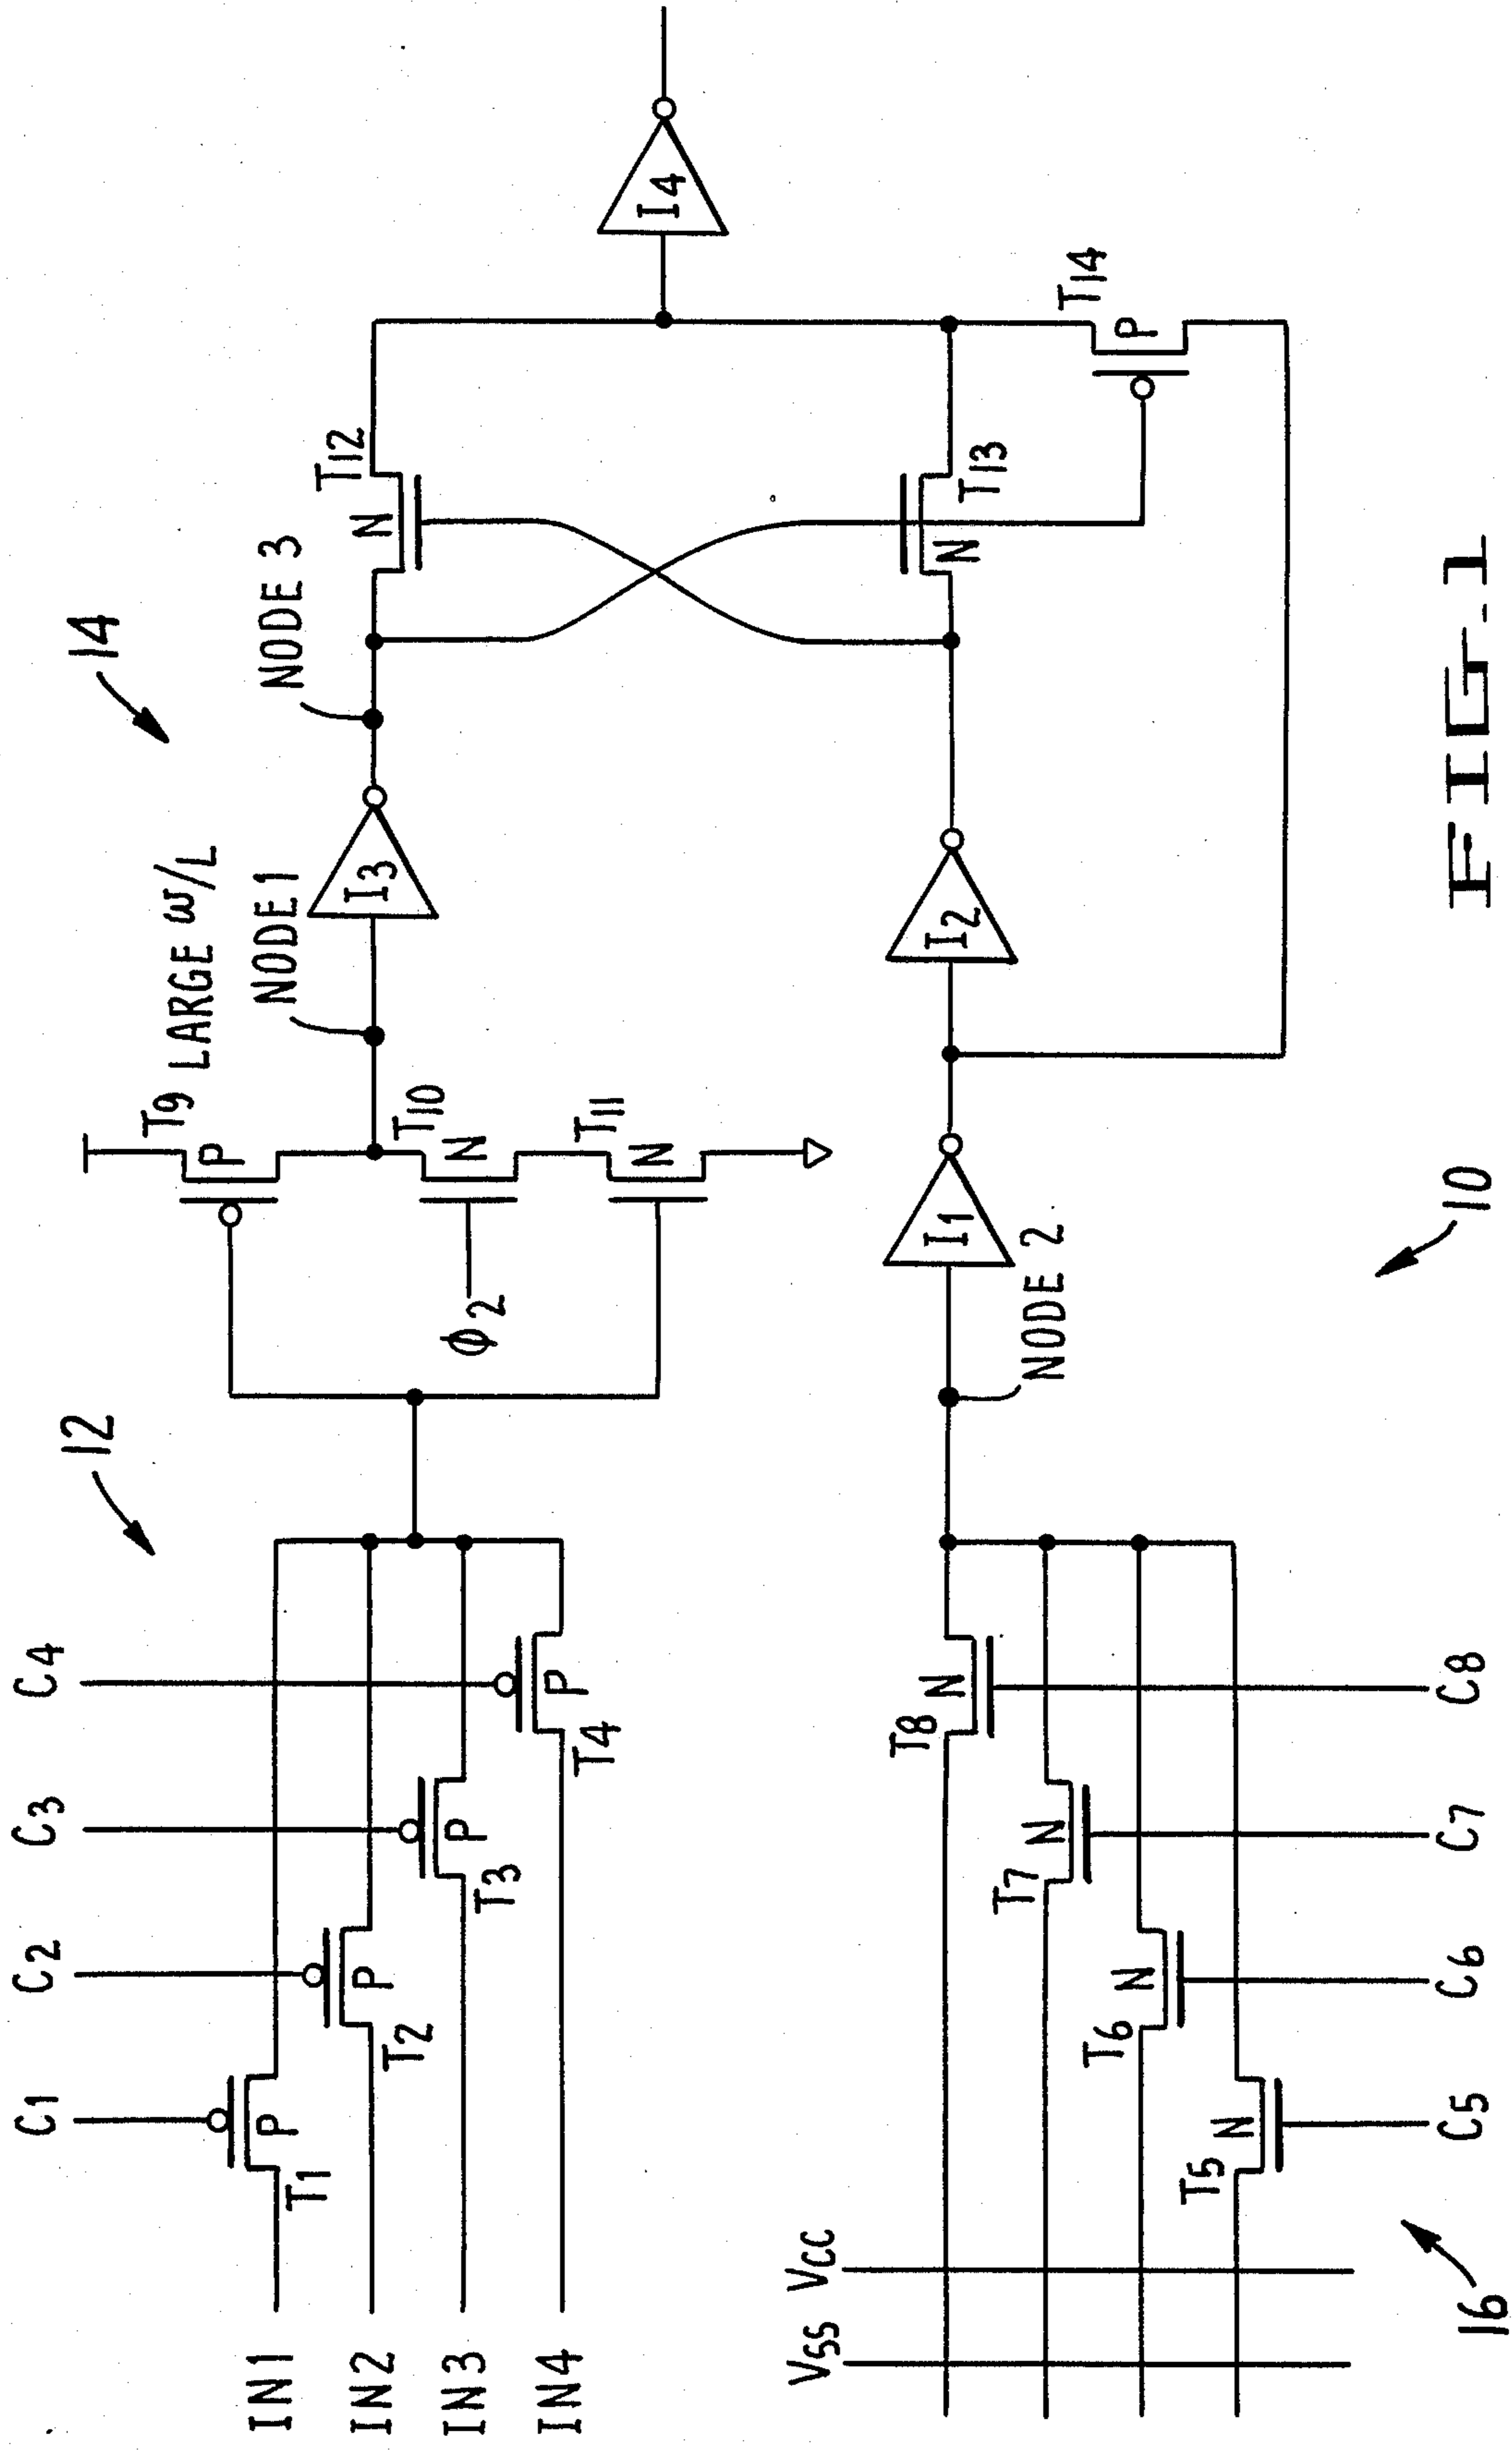 12
14
C1
C2
C3
C4
T9 LARGE W/L
NODE 1
NODE 3
T12
N
P
P
P
P
P
T1
T2
T3
T4
IN1
IN2
IN3
IN4
Φ2
T10
N
T11
N
I3
I4
VSS
VCC
T8
N
T7
N
T6
N
T5
N
NODE 2
I1
I2
N
T13
T14
P
C5
C6
C7
C8
16
10
FIG. 1